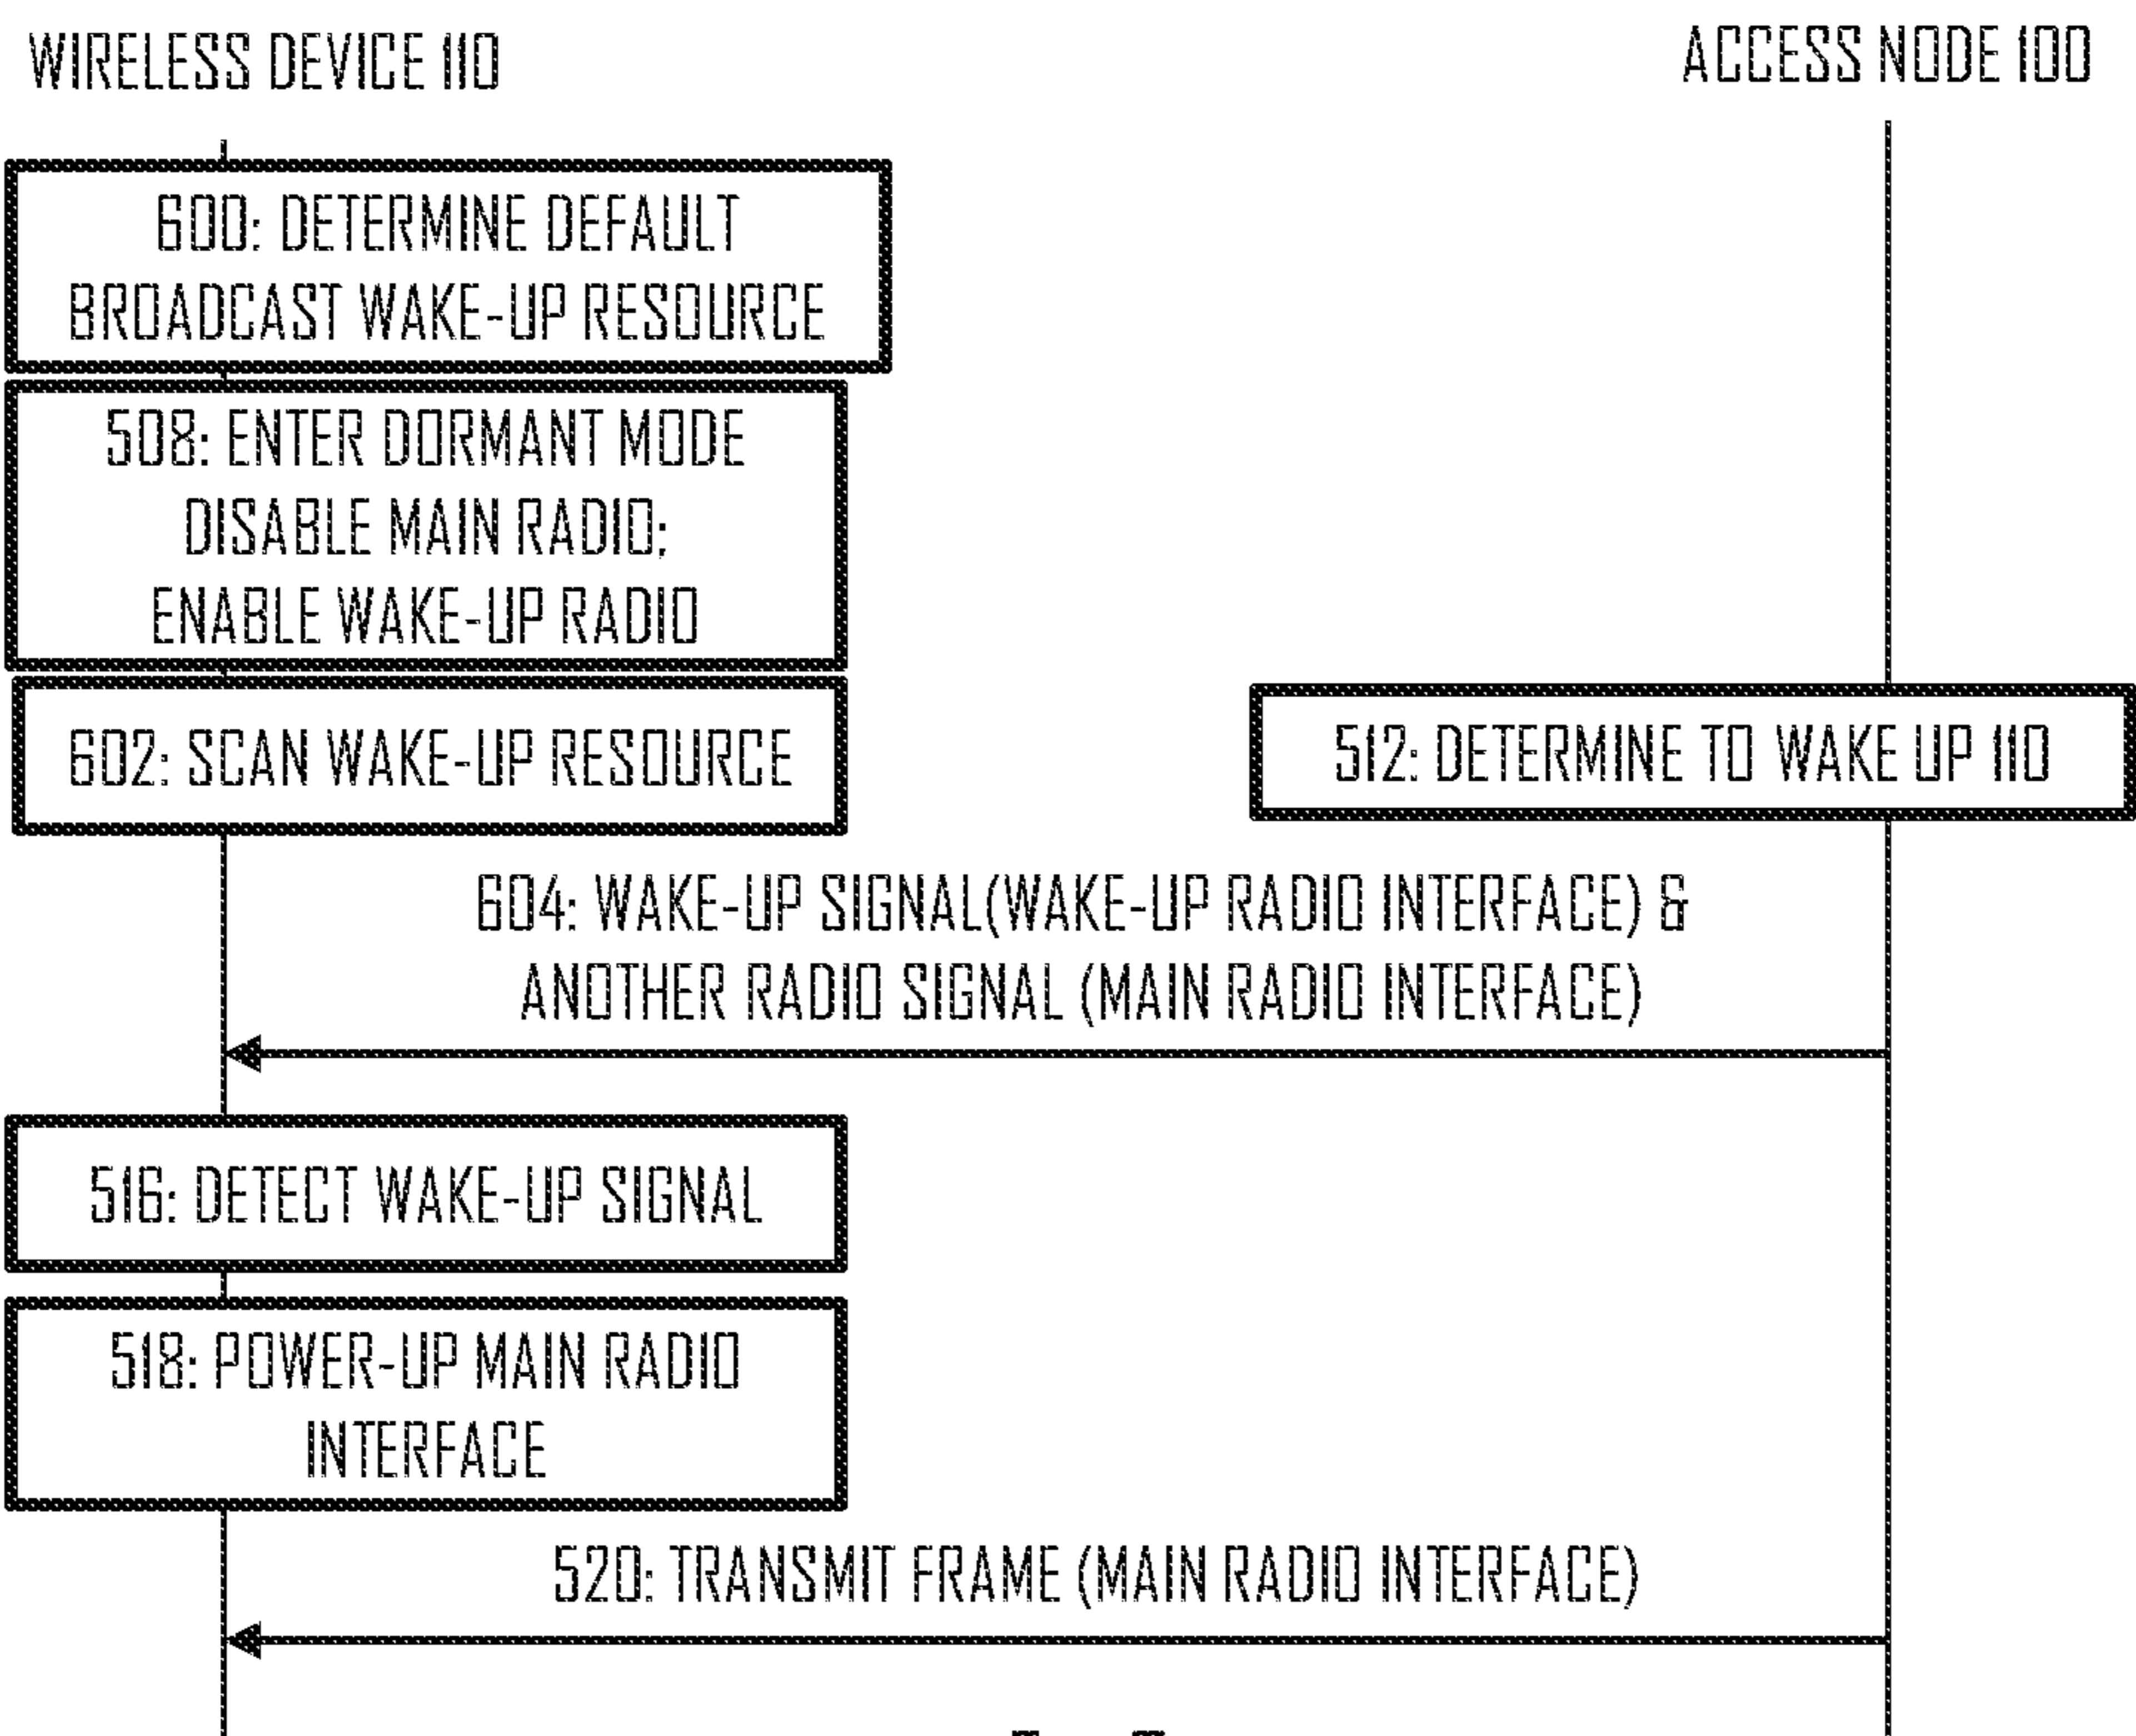 WIRELESS DEVICE 110
ACCESS NODE 100
600: DETERMINE DEFAULT
BROADCAST WAKE-UP RESOURCE
508: ENTER DORMANT MODE
DISABLE MAIN RADIO;
ENABLE WAKE-UP RADIO
602: SCAN WAKE-UP RESOURCE
512: DETERMINE TO WAKE UP 110
604: WAKE-UP SIGNAL(WAKE-UP RADIO INTERFACE) &
ANOTHER RADIO SIGNAL (MAIN RADIO INTERFACE)
516: DETECT WAKE-UP SIGNAL
518: POWER-UP MAIN RADIO
INTERFACE
520: TRANSMIT FRAME (MAIN RADIO INTERFACE)